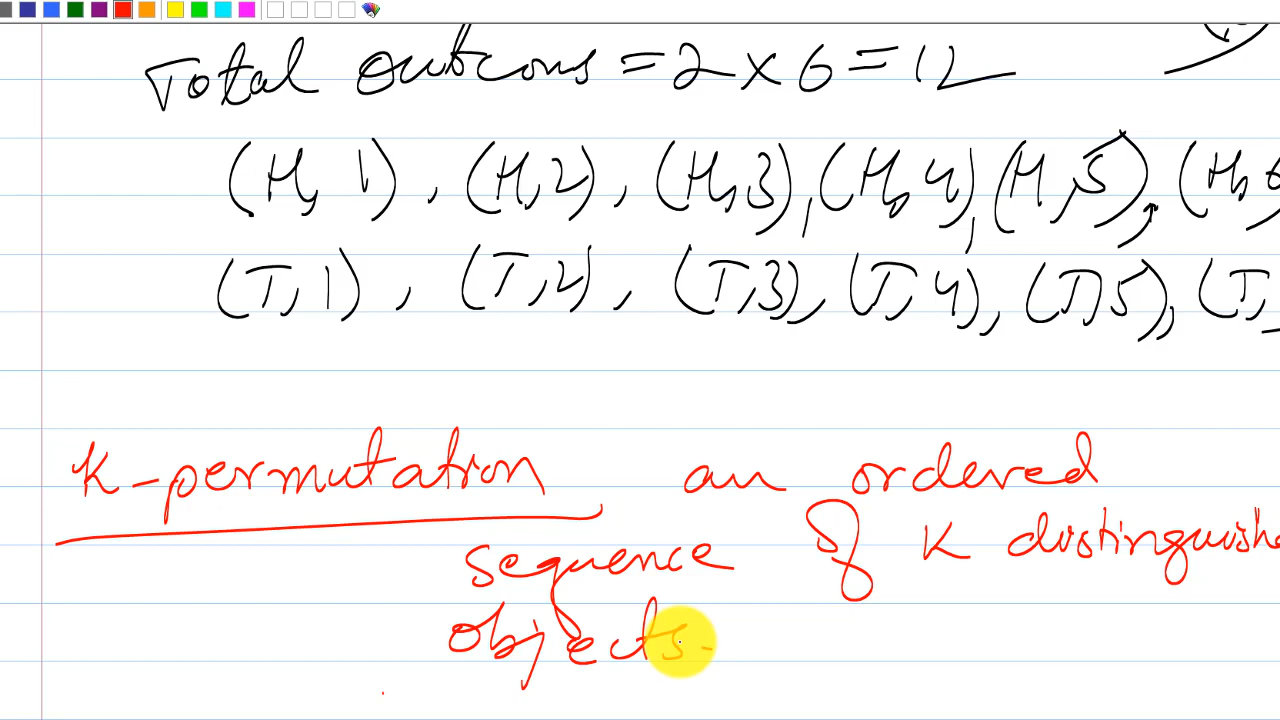 Total outcoms = 2 x 6 = 12
(H, 1), (H,2), (H,3), (H,4), (H,5), (H,6
(T,1), (T,2), (T,3), (T,4), (T,5), (T,
K-permutation an ordered
sequence of K distinguishe
objects.